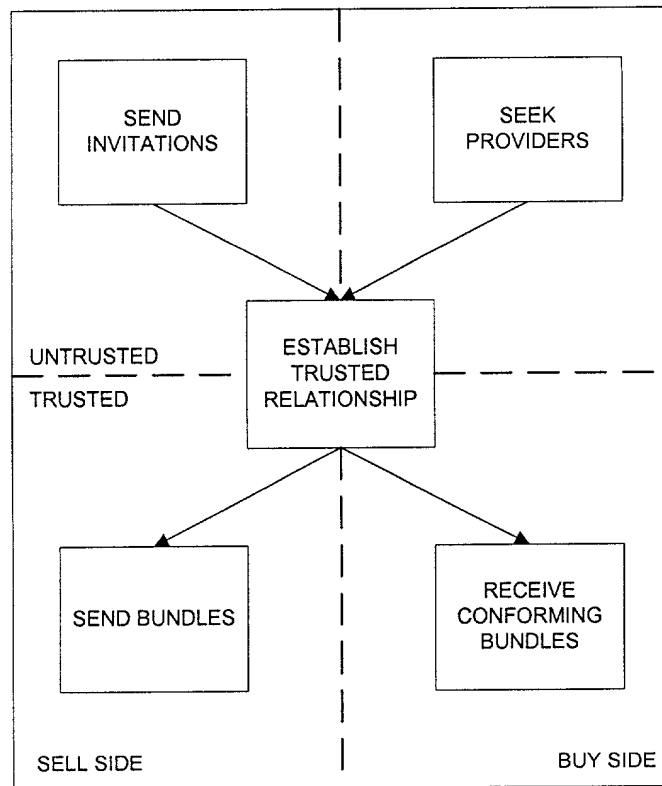 SEND
INVITATIONS
SEEK
PROVIDERS
UNTRUSTED
TRUSTED
ESTABLISH
TRUSTED
RELATIONSHIP
SEND BUNDLES
RECEIVE
CONFORMING
BUNDLES
SELL SIDE
BUY SIDE